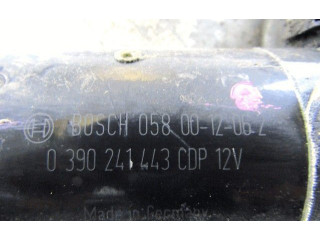 BOSCH 058 00-12-06 2
0 390 241 443 CDP 12V
Made in Germany